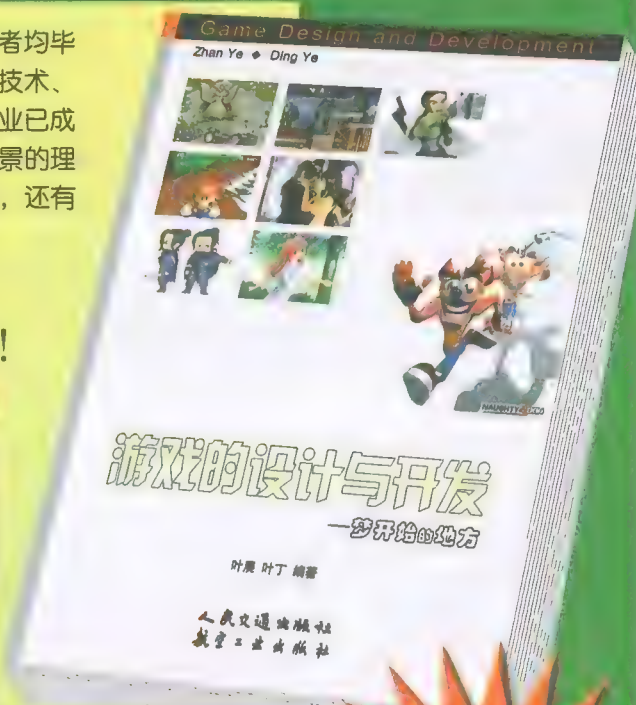 者均毕
技术、
业已成
景的理
，还有
！
Game Design and Development
Zhan Ye ◆ Ding Ye
游戏的设计与开发
——梦开始的地方
叶展 叶丁 编著
人民交通出版社
航空工业出版社